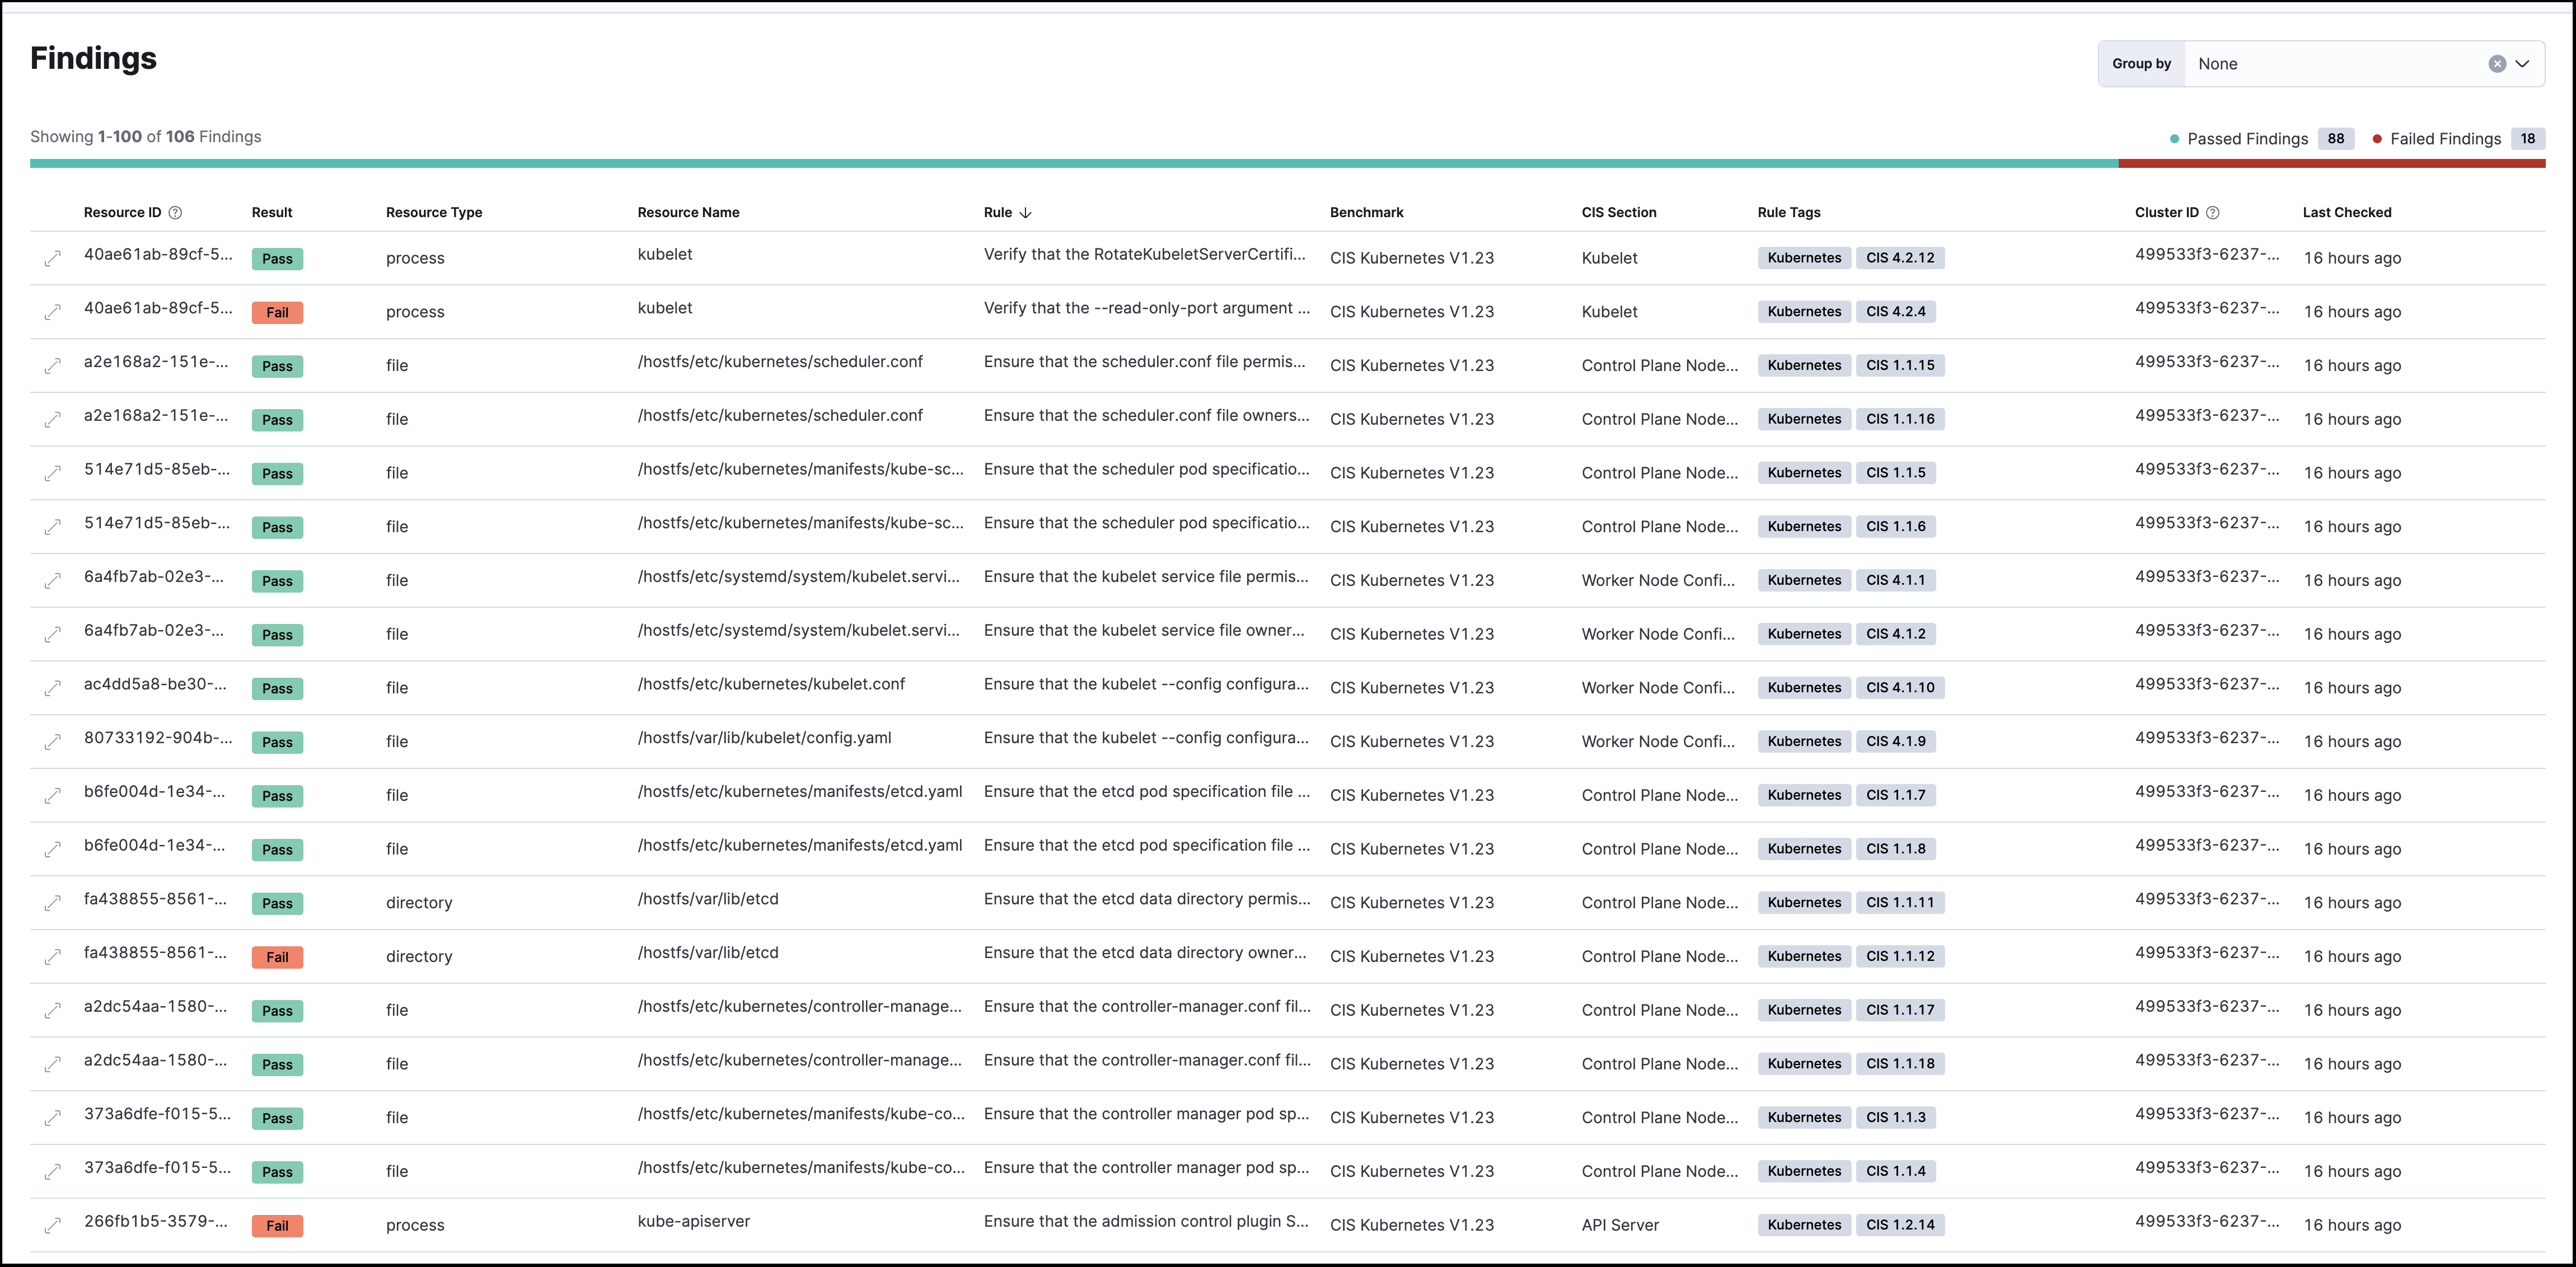 Findings
Group by None
Showing 1-100 of 106 Findings
Passed Findings 88 Failed Findings 18
Resource ID Result Resource Type Resource Name Rule Benchmark CIS Section Rule Tags Cluster ID Last Checked
40ae61ab-89cf-5... Pass process kubelet Verify that the RotateKubeletServerCertifi... CIS Kubernetes V1.23 Kubelet Kubernetes CIS 4.2.12 499533f3-6237-... 16 hours ago
40ae61ab-89cf-5... Fail process kubelet Verify that the --read-only-port argument ... CIS Kubernetes V1.23 Kubelet Kubernetes CIS 4.2.4 499533f3-6237-... 16 hours ago
a2e168a2-151e-... Pass file /hostfs/etc/kubernetes/scheduler.conf Ensure that the scheduler.conf file permis... CIS Kubernetes V1.23 Control Plane Node... Kubernetes CIS 1.1.15 499533f3-6237-... 16 hours ago
a2e168a2-151e-... Pass file /hostfs/etc/kubernetes/scheduler.conf Ensure that the scheduler.conf file owners... CIS Kubernetes V1.23 Control Plane Node... Kubernetes CIS 1.1.16 499533f3-6237-... 16 hours ago
514e71d5-85eb-... Pass file /hostfs/etc/kubernetes/manifests/kube-sc... Ensure that the scheduler pod specificatio... CIS Kubernetes V1.23 Control Plane Node... Kubernetes CIS 1.1.5 499533f3-6237-... 16 hours ago
514e71d5-85eb-... Pass file /hostfs/etc/kubernetes/manifests/kube-sc... Ensure that the scheduler pod specificatio... CIS Kubernetes V1.23 Control Plane Node... Kubernetes CIS 1.1.6 499533f3-6237-... 16 hours ago
6a4fb7ab-02e3-... Pass file /hostfs/etc/systemd/system/kubelet.servi... Ensure that the kubelet service file permis... CIS Kubernetes V1.23 Worker Node Confi... Kubernetes CIS 4.1.1 499533f3-6237-... 16 hours ago
6a4fb7ab-02e3-... Pass file /hostfs/etc/systemd/system/kubelet.servi... Ensure that the kubelet service file owner... CIS Kubernetes V1.23 Worker Node Confi... Kubernetes CIS 4.1.2 499533f3-6237-... 16 hours ago
ac4dd5a8-be30-... Pass file /hostfs/etc/kubernetes/kubelet.conf Ensure that the kubelet --config configura... CIS Kubernetes V1.23 Worker Node Confi... Kubernetes CIS 4.1.10 499533f3-6237-... 16 hours ago
80733192-904b-... Pass file /hostfs/var/lib/kubelet/config.yaml Ensure that the kubelet --config configura... CIS Kubernetes V1.23 Worker Node Confi... Kubernetes CIS 4.1.9 499533f3-6237-... 16 hours ago
b6fe004d-1e34-... Pass file /hostfs/etc/kubernetes/manifests/etcd.yaml Ensure that the etcd pod specification file ... CIS Kubernetes V1.23 Control Plane Node... Kubernetes CIS 1.1.7 499533f3-6237-... 16 hours ago
b6fe004d-1e34-... Pass file /hostfs/etc/kubernetes/manifests/etcd.yaml Ensure that the etcd pod specification file ... CIS Kubernetes V1.23 Control Plane Node... Kubernetes CIS 1.1.8 499533f3-6237-... 16 hours ago
fa438855-8561-... Pass directory /hostfs/var/lib/etcd Ensure that the etcd data directory permis... CIS Kubernetes V1.23 Control Plane Node... Kubernetes CIS 1.1.11 499533f3-6237-... 16 hours ago
fa438855-8561-... Fail directory /hostfs/var/lib/etcd Ensure that the etcd data directory owner... CIS Kubernetes V1.23 Control Plane Node... Kubernetes CIS 1.1.12 499533f3-6237-... 16 hours ago
a2dc54aa-1580-... Pass file /hostfs/etc/kubernetes/controller-manage... Ensure that the controller-manager.conf fil... CIS Kubernetes V1.23 Control Plane Node... Kubernetes CIS 1.1.17 499533f3-6237-... 16 hours ago
a2dc54aa-1580-... Pass file /hostfs/etc/kubernetes/controller-manage... Ensure that the controller-manager.conf fil... CIS Kubernetes V1.23 Control Plane Node... Kubernetes CIS 1.1.18 499533f3-6237-... 16 hours ago
373a6dfe-f015-5... Pass file /hostfs/etc/kubernetes/manifests/kube-co... Ensure that the controller manager pod sp... CIS Kubernetes V1.23 Control Plane Node... Kubernetes CIS 1.1.3 499533f3-6237-... 16 hours ago
373a6dfe-f015-5... Pass file /hostfs/etc/kubernetes/manifests/kube-co... Ensure that the controller manager pod sp... CIS Kubernetes V1.23 Control Plane Node... Kubernetes CIS 1.1.4 499533f3-6237-... 16 hours ago
266fb1b5-3579-... Fail process kube-apiserver Ensure that the admission control plugin S... CIS Kubernetes V1.23 API Server Kubernetes CIS 1.2.14 499533f3-6237-... 16 hours ago